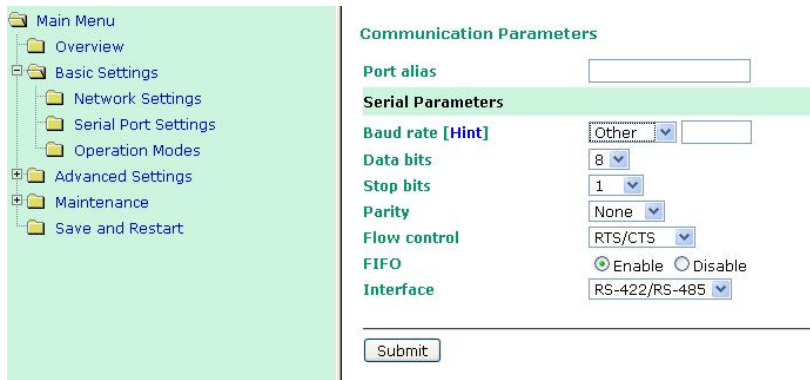 Main Menu
Overview
Basic Settings
Network Settings
Serial Port Settings
Operation Modes
Advanced Settings
Maintenance
Save and Restart
Communication Parameters
Port alias
Serial Parameters
Baud rate [Hint] Other
Data bits 8
Stop bits 1
Parity None
Flow control RTS/CTS
FIFO Enable Disable
Interface RS-422/RS-485
Submit